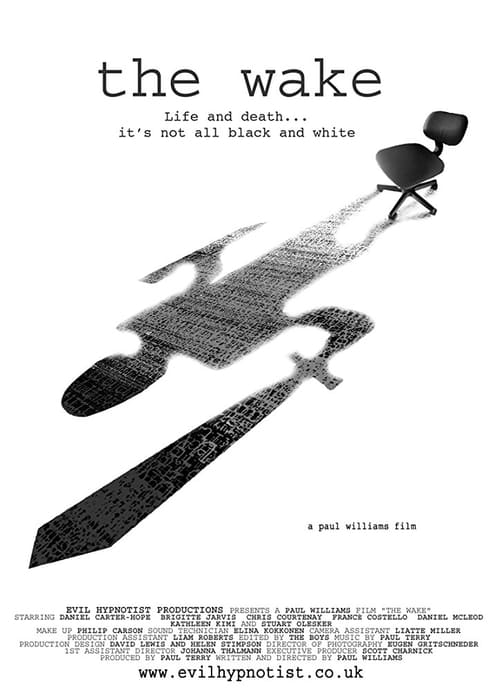 the wake
Life and death...
it's not all black and white
a paul williams film
EVIL HYPNOTIST PRODUCTIONS PRESENTS A PAUL WILLIAMS FILM "THE WAKE"
STARRING DANIEL CARTER-HOPE BRIGITTE JARVIS CHRIS COURTENAY FRANCE COSTELLO DANIEL MCLEOD
KATHLEEN KIMI AND STUART OLESKER
MAKE UP PHILIP CARSON SOUND TECHNICIAN ELINA KOKKONEN CAMERA ASSISTANT LIATTE MILLER
PRODUCTION ASSISTANT LIAM ROBERTS EDITED BY THE BOYS MUSIC BY PAUL TERRY
PRODUCTION DESIGN DAVID LEWIS AND HELEN STIMPSON DIRECTOR OF PHOTOGRAPHY EUGEN GRITSCHNEDER
1ST ASSISTANT DIRECTOR JOHANNA THALMANN EXECUTIVE PRODUCER SCOTT CHARNICK
PRODUCED BY PAUL TERRY WRITTEN AND DIRECTED BY PAUL WILLIAMS
www.evilhypnotist.co.uk